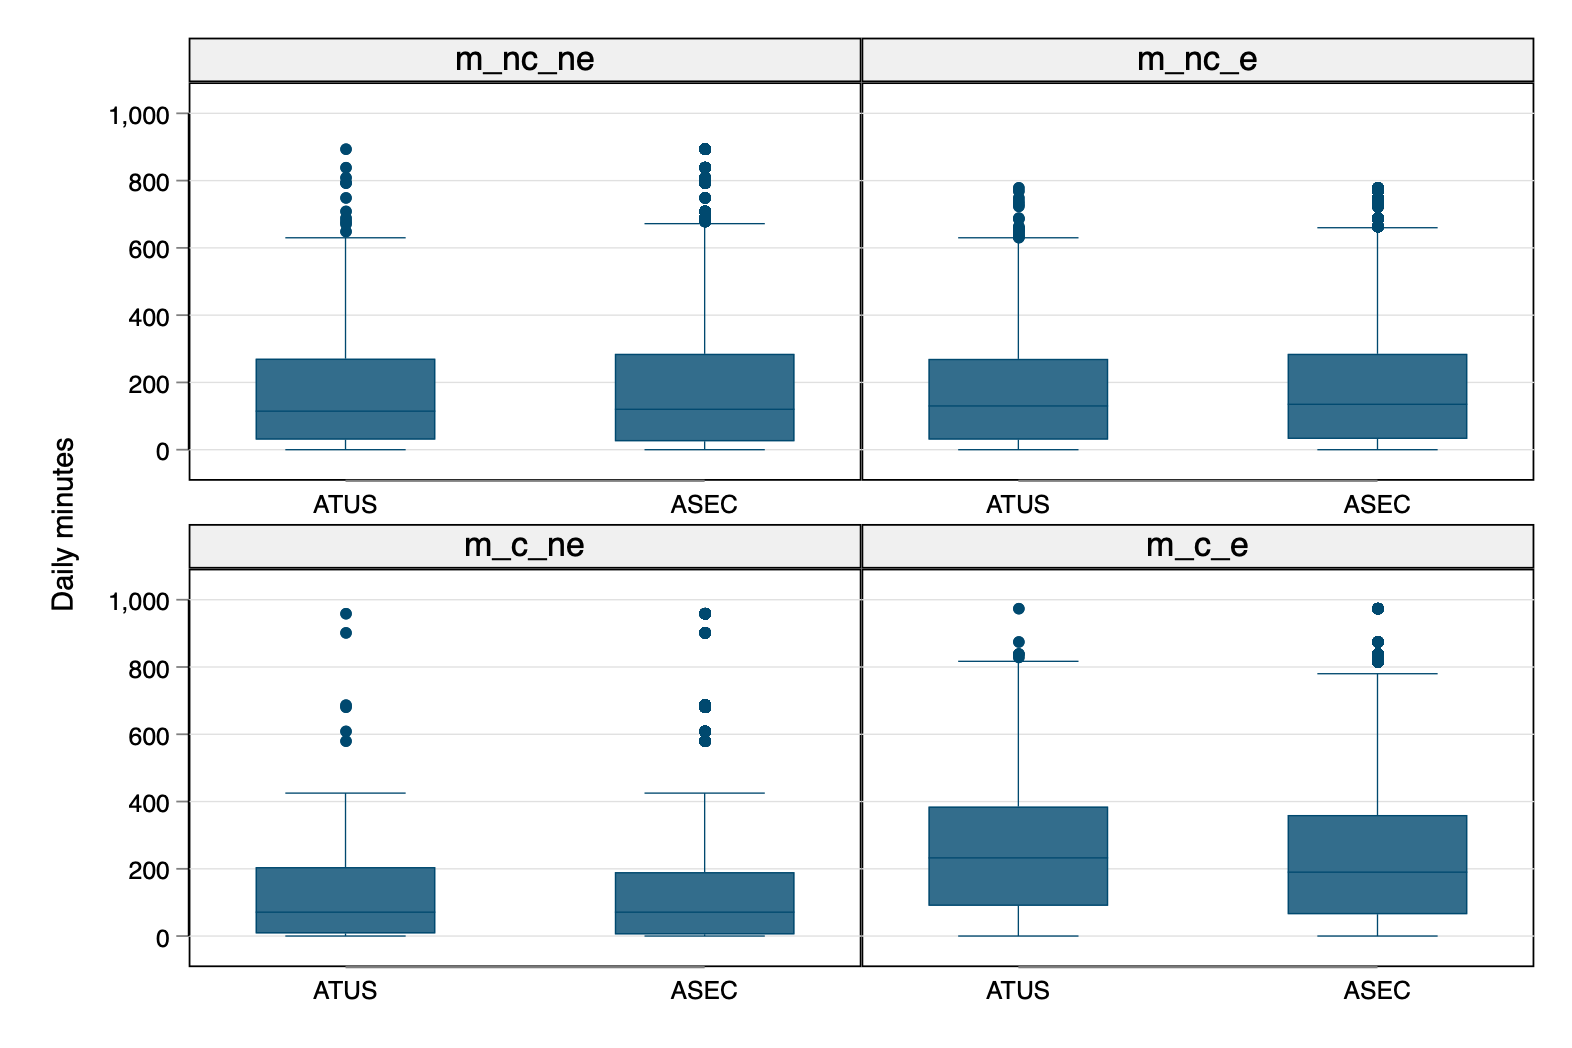 m_nc_ne
m_nc_e
1,000
800
600
400
200
0
ATUS
ASEC
ATUS
ASEC
Daily minutes
m_c_ne
m_c_e
1,000
800
600
400
200
0
ATUS
ASEC
ATUS
ASEC